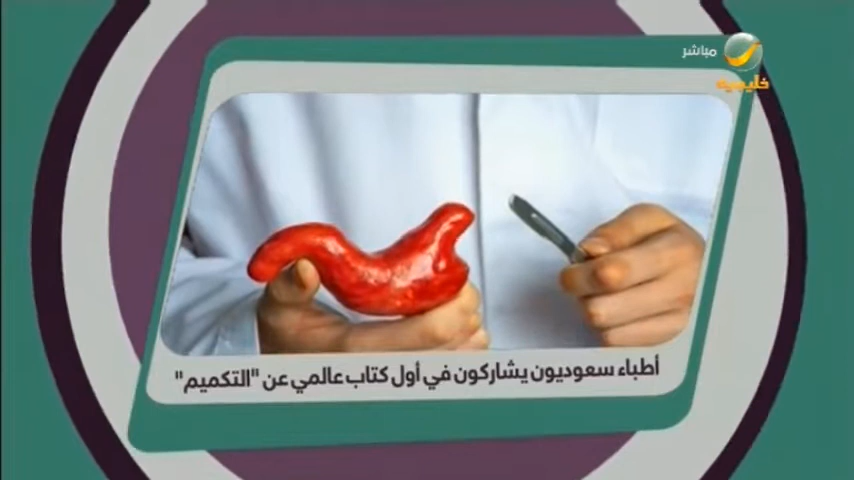 مباشر
خليجية
أطباء سعوديون يشاركون في أول كتاب عالمي عن "التكميم"